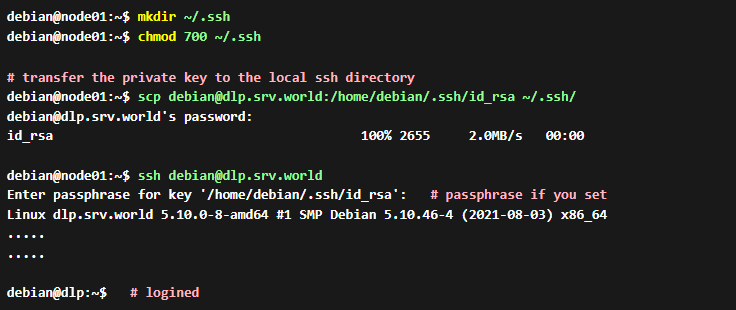 debian@node01:~$ mkdir ~/.ssh
debian@node01:~$ chmod 700 ~/.ssh
# transfer the private key to the local ssh directory
debian@node01:~$ scp debian@dlp.srv.world:/home/debian/.ssh/id_rsa ~/.ssh/
debian@dlp.srv.world's password:
id_rsa 100% 2655 2.0MB/s 00:00
debian@node01:~$ ssh debian@dlp.srv.world
Enter passphrase for key '/home/debian/.ssh/id_rsa': # passphrase if you set
Linux dlp.srv.world 5.10.0-8-amd64 #1 SMP Debian 5.10.46-4 (2021-08-03) x86_64
.....
.....
debian@dlp:~$ # logined